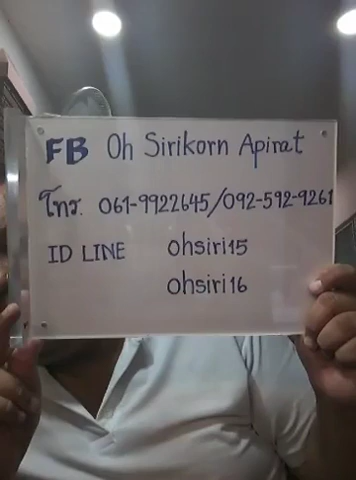 FB Oh Sirikorn Apirat
โทร. 061-9922645/092-592-9261
ID LINE ohsiri15
ohsiri16